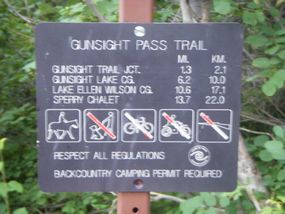 GUNSIGHT PASS TRAIL
MI. KM.
GUNSIGHT TRAIL JCT. 1.3 2.1
GUNSIGHT LAKE CG. 6.2 10.0
LAKE ELLEN WILSON CG. 10.6 17.1
SPERRY CHALET 13.7 22.0
RESPECT ALL REGULATIONS
BACKCOUNTRY CAMPING PERMIT REQUIRED